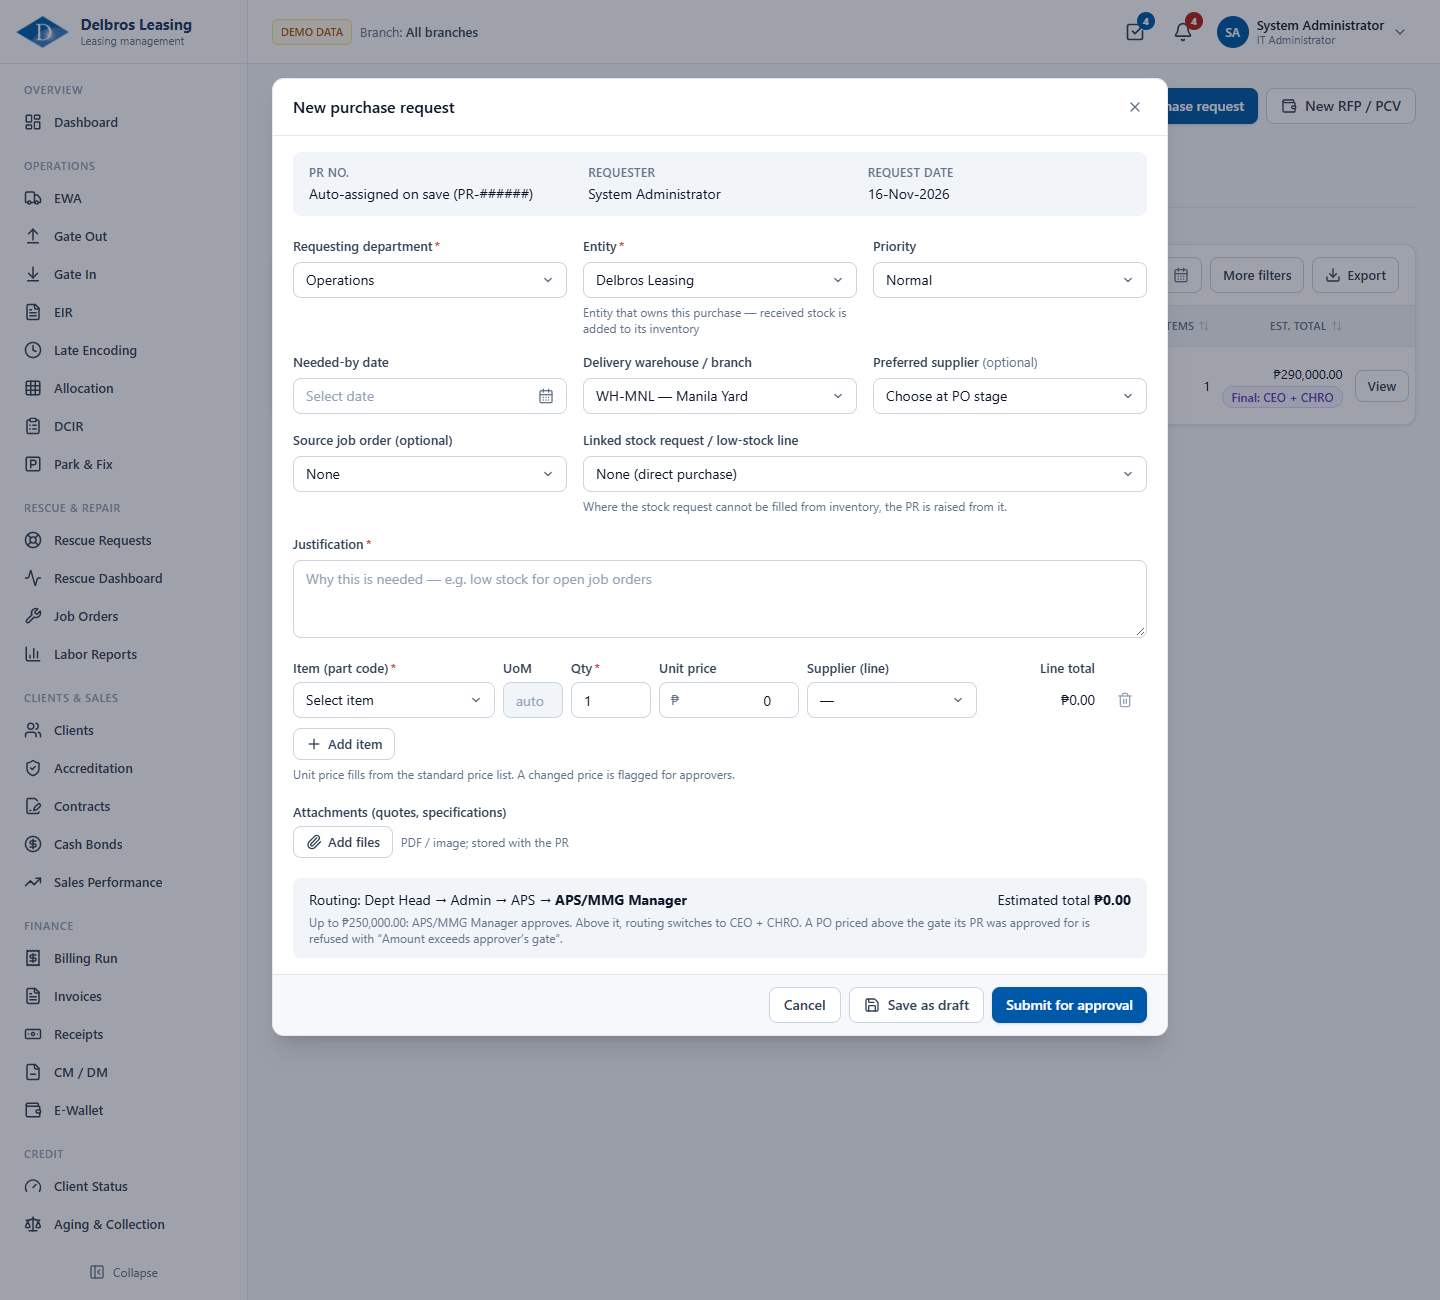 Delbros Leasing
Leasing management
DEMO DATA
Branch: All branches
4
4
SA
System Administrator
IT Administrator
OVERVIEW
Dashboard
OPERATIONS
EWA
Gate Out
Gate In
EIR
Late Encoding
Allocation
DCIR
Park & Fix
RESCUE & REPAIR
Rescue Requests
Rescue Dashboard
Job Orders
Labor Reports
CLIENTS & SALES
Clients
Accreditation
Contracts
Cash Bonds
Sales Performance
FINANCE
Billing Run
Invoices
Receipts
CM / DM
E-Wallet
CREDIT
Client Status
Aging & Collection
Collapse
request
New RFP / PCV
More filters
Export
EST. TOTAL
1
₱290,000.00
Final: CEO + CHRO
View
New purchase request
PR NO.
REQUESTER
REQUEST DATE
Auto-assigned on save (PR-######)
System Administrator
16-Nov-2026
Requesting department *
Entity *
Priority
Operations
Delbros Leasing
Normal
Entity that owns this purchase — received stock is
added to its inventory
Needed-by date
Delivery warehouse / branch
Preferred supplier (optional)
Select date
WH-MNL — Manila Yard
Choose at PO stage
Source job order (optional)
Linked stock request / low-stock line
None
None (direct purchase)
Where the stock request cannot be filled from inventory, the PR is raised from it.
Justification *
Why this is needed — e.g. low stock for open job orders
Item (part code) *
UoM
Qty *
Unit price
Supplier (line)
Line total
Select item
auto
1
₱ 0
—
₱0.00
Add item
Unit price fills from the standard price list. A changed price is flagged for approvers.
Attachments (quotes, specifications)
Add files
PDF / image; stored with the PR
Routing: Dept Head → Admin → APS → APS/MMG Manager
Estimated total ₱0.00
Up to ₱250,000.00: APS/MMG Manager approves. Above it, routing switches to CEO + CHRO. A PO priced above the gate its PR was approved for is
refused with “Amount exceeds approver's gate”.
Cancel
Save as draft
Submit for approval